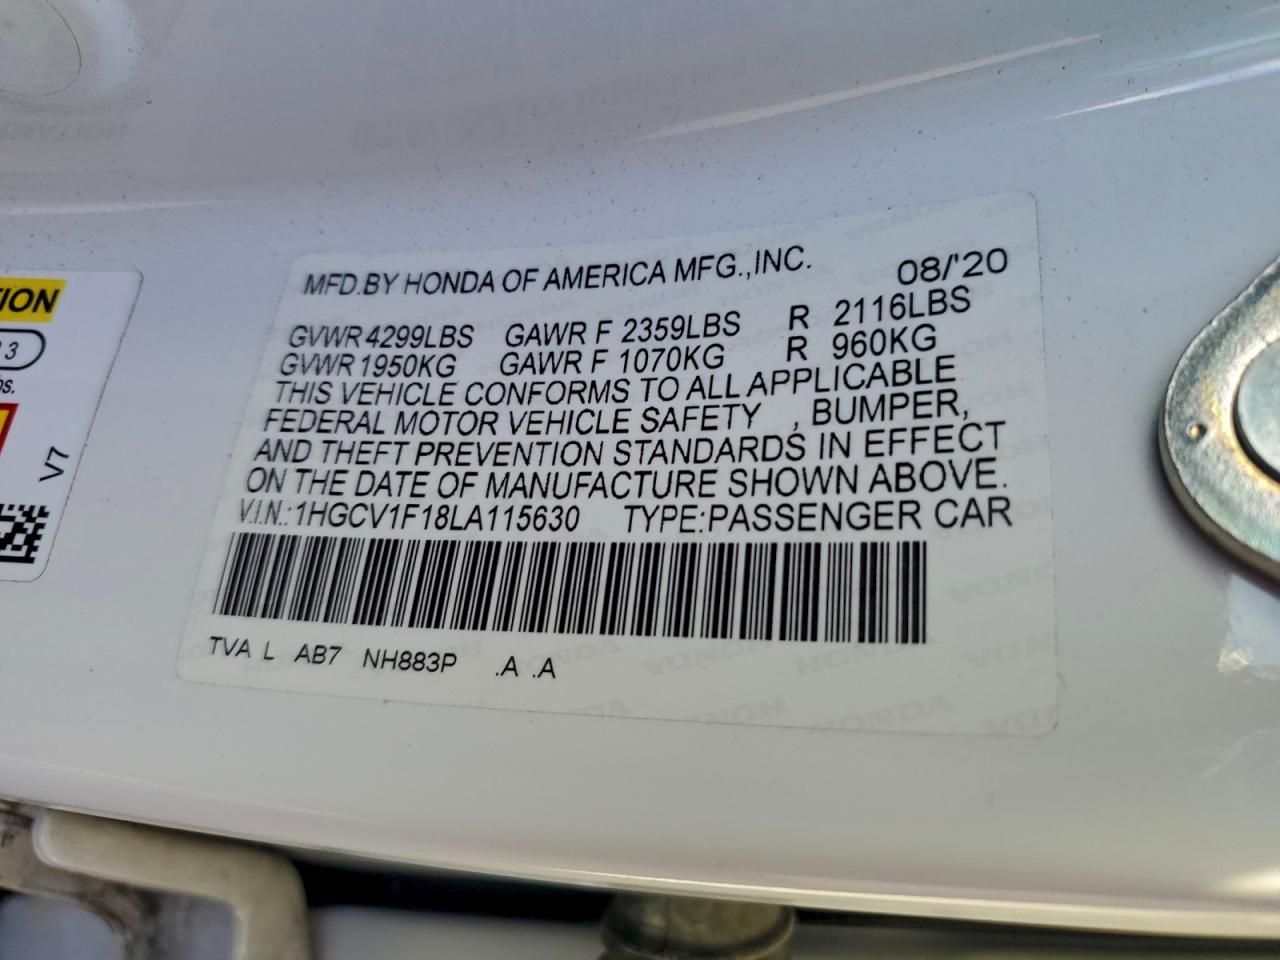 MFD.BY HONDA OF AMERICA MFG.,INC. 08/'20
GVWR 4299LBS GAWR F 2359LBS R 2116LBS
GVWR 1950KG GAWR F 1070KG R 960KG
THIS VEHICLE CONFORMS TO ALL APPLICABLE
FEDERAL MOTOR VEHICLE SAFETY , BUMPER,
AND THEFT PREVENTION STANDARDS IN EFFECT
ON THE DATE OF MANUFACTURE SHOWN ABOVE.
V.I.N.:1HGCV1F18LA115630 TYPE:PASSENGER CAR
TVA L AB7 NH883P .A .A
V7